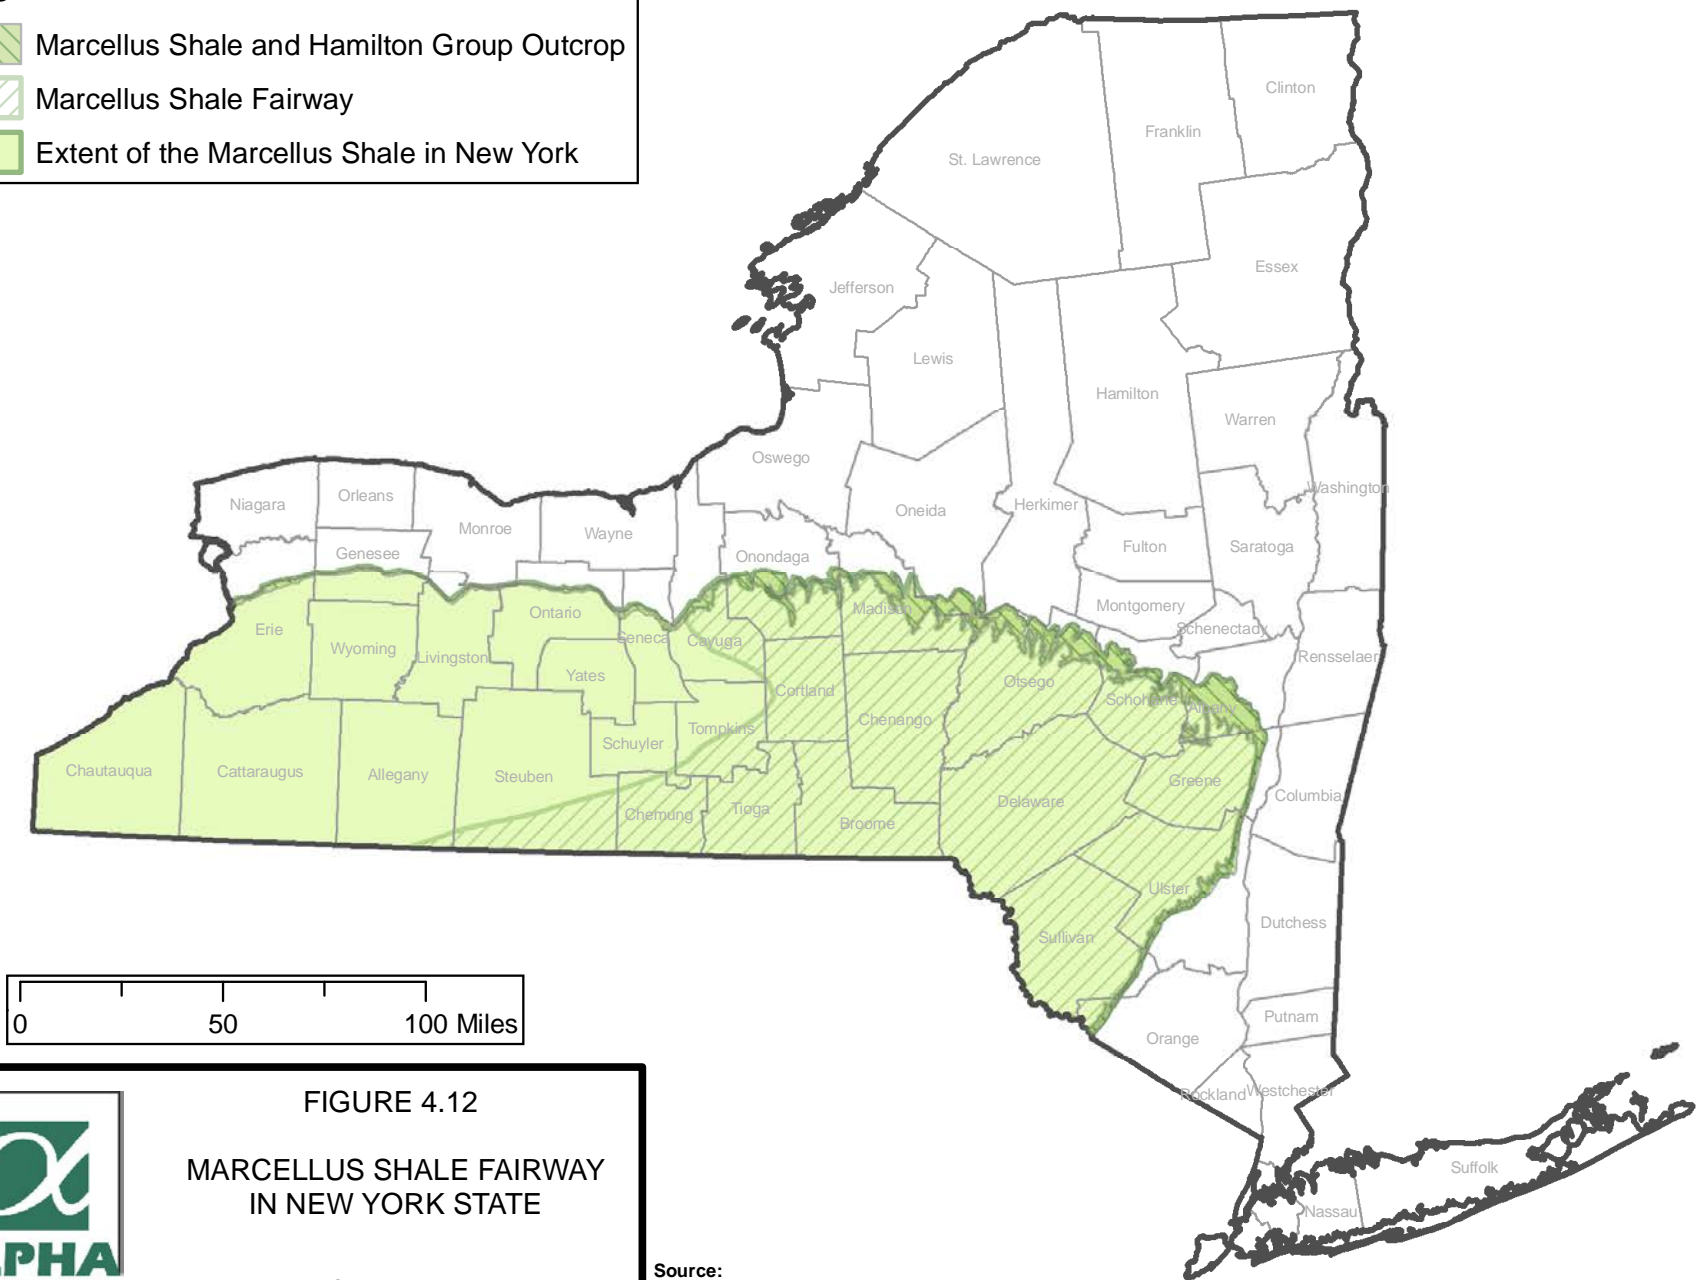 Marcellus Shale and Hamilton Group Outcrop
Marcellus Shale Fairway
Extent of the Marcellus Shale in New York
Clinton
Franklin
St. Lawrence
Essex
Jefferson
Lewis
Hamilton
Warren
Oswego
Washington
Niagara
Orleans
Oneida
Herkimer
Monroe
Wayne
Onondaga
Fulton
Saratoga
Genesee
Montgomery
Madison
Ontario
Erie
Seneca
Cayuga
Schenectady
Wyoming
Livingston
Rensselaer
Yates
Otsego
Cortland
Schoharie
Albany
Chenango
Tompkins
Schuyler
Chautauqua
Cattaraugus
Allegany
Steuben
Greene
Columbia
Delaware
Chemung
Tioga
Broome
Ulster
Dutchess
Sullivan
Putnam
Orange
Rockland
Westchester
Suffolk
Nassau
0 50 100 Miles
FIGURE 4.12
MARCELLUS SHALE FAIRWAY
IN NEW YORK STATE
LPHA
Source: